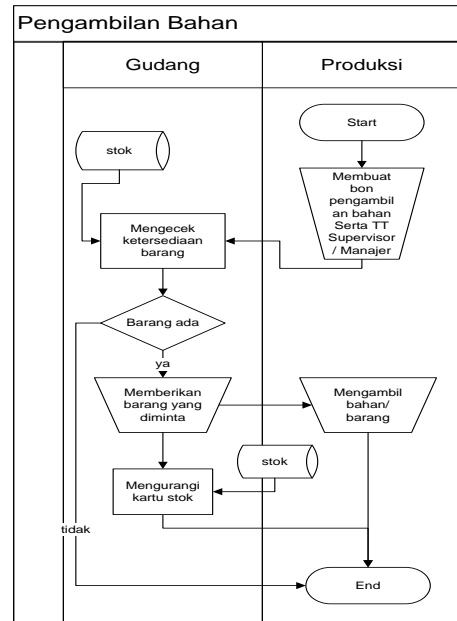 Pengambilan Bahan
Gudang
Produksi
Start
stok
Membuat
bon
pengambil
an bahan
Serta TT
Supervisor
/ Manajer
Mengecek
ketersediaan
barang
Barang ada
ya
Memberikan
barang yang
diminta
Mengambil
bahan/
barang
stok
Mengurangi
kartu stok
tidak
End